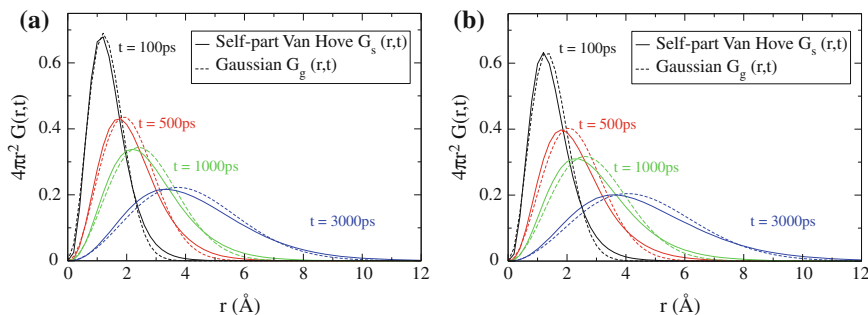 (a)
t = 100ps
Self-part Van Hove Gs (r,t)
Gaussian Gg (r,t)
t = 500ps
t = 1000ps
t = 3000ps
4πr² G(r,t)
0.6
0.4
0.2
0
0 2 4 6 8 10 12
r (Å)
(b)
t = 100ps
Self-part Van Hove Gs (r,t)
Gaussian Gg (r,t)
t = 500ps
t = 1000ps
t = 3000ps
4πr² G(r,t)
0.6
0.4
0.2
0
0 2 4 6 8 10 12
r (Å)